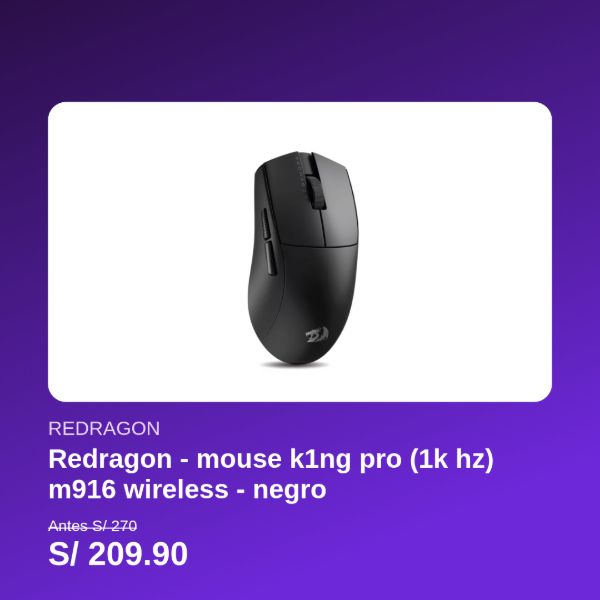 REDRAGON
Redragon - mouse k1ng pro (1k hz)
m916 wireless - negro
Antes S/ 270
S/ 209.90